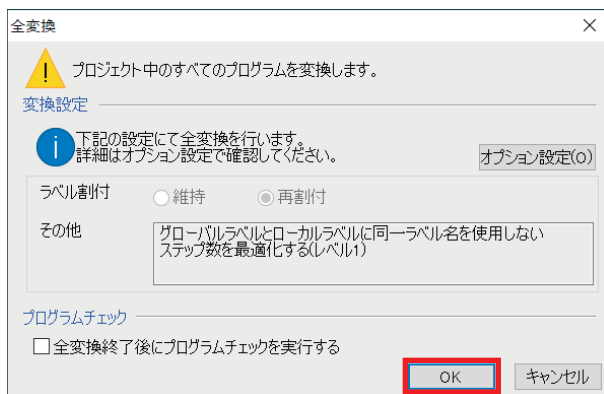 全変換
プロジェクト中のすべてのプログラムを変換します。
変換設定
下記の設定にて全変換を行います。
詳細はオプション設定で確認してください。
オプション設定(O)
ラベル割付
維持
再割付
その他
グローバルラベルとローカルラベルに同一ラベル名を使用しない
ステップ数を最適化する(レベル1)
プログラムチェック
全変換終了後にプログラムチェックを実行する
OK
キャンセル